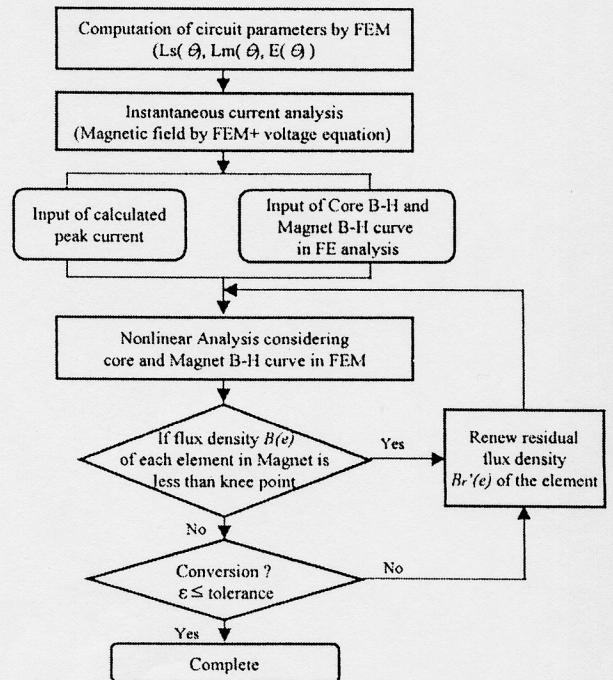 Computation of circuit parameters by FEM
(Ls(θ), Lm(θ), E(θ))
Instantaneous current analysis
(Magnetic field by FEM+ voltage equation)
Input of calculated
peak current
Input of Core B-H and
Magnet B-H curve
in FE analysis
Nonlinear Analysis considering
core and Magnet B-H curve in FEM
If flux density B(e)
of each element in Magnet is
less than knee point
Yes
Renew residual
flux density
Br'(e) of the element
No
Conversion ?
ε ≤ tolerance
No
Yes
Complete